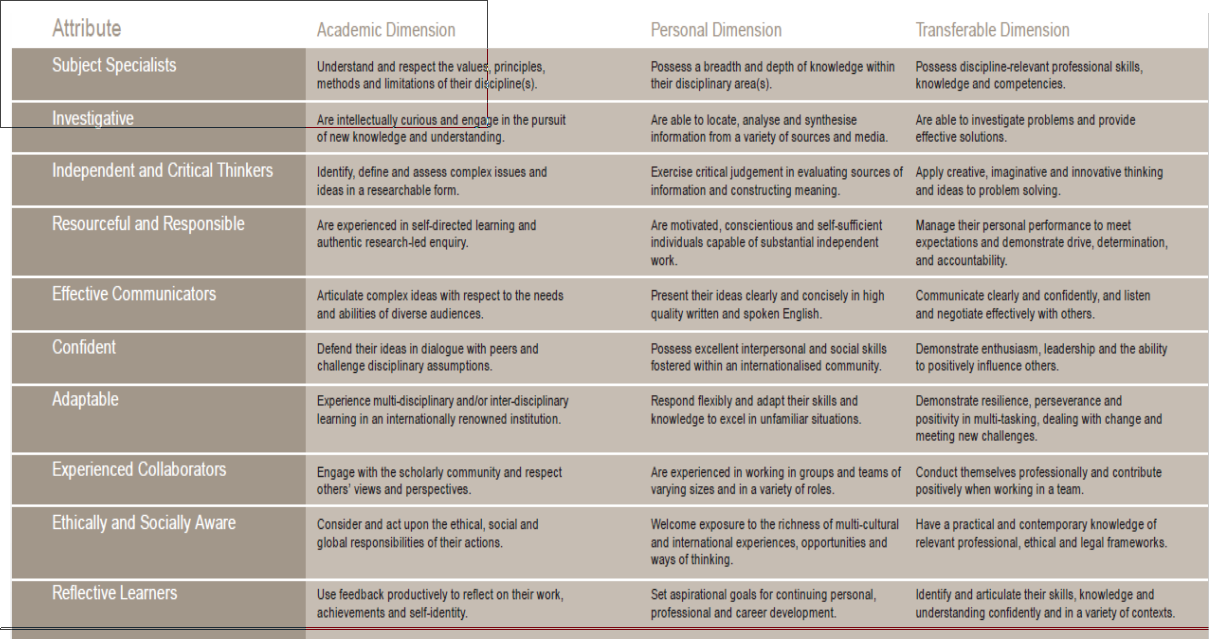 Attribute Academic Dimension Personal Dimension Transferable Dimension
Subject Specialists
Understand and respect the values, principles,
methods and limitations of their discipline(s).
Possess a breadth and depth of knowledge within
their disciplinary area(s).
Possess discipline-relevant professional skills,
knowledge and competencies.
Investigative
Are intellectually curious and engage in the pursuit
of new knowledge and understanding.
Are able to locate, analyse and synthesise
information from a variety of sources and media.
Are able to investigate problems and provide
effective solutions.
Independent and Critical Thinkers
Identify, define and assess complex issues and
ideas in a researchable form.
Exercise critical judgement in evaluating sources of
information and constructing meaning.
Apply creative, imaginative and innovative thinking
and ideas to problem solving.
Resourceful and Responsible
Are experienced in self-directed learning and
authentic research-led enquiry.
Are motivated, conscientious and self-sufficient
individuals capable of substantial independent
work.
Manage their personal performance to meet
expectations and demonstrate drive, determination,
and accountability.
Effective Communicators
Articulate complex ideas with respect to the needs
and abilities of diverse audiences.
Present their ideas clearly and concisely in high
quality written and spoken English.
Communicate clearly and confidently, and listen
and negotiate effectively with others.
Confident
Defend their ideas in dialogue with peers and
challenge disciplinary assumptions.
Possess excellent interpersonal and social skills
fostered within an internationalised community.
Demonstrate enthusiasm, leadership and the ability
to positively influence others.
Adaptable
Experience multi-disciplinary and/or inter-disciplinary
learning in an internationally renowned institution.
Respond flexibly and adapt their skills and
knowledge to excel in unfamiliar situations.
Demonstrate resilience, perseverance and
positivity in multi-tasking, dealing with change and
meeting new challenges.
Experienced Collaborators
Engage with the scholarly community and respect
others' views and perspectives.
Are experienced in working in groups and teams of
varying sizes and in a variety of roles.
Conduct themselves professionally and contribute
positively when working in a team.
Ethically and Socially Aware
Consider and act upon the ethical, social and
global responsibilities of their actions.
Welcome exposure to the richness of multi-cultural
and international experiences, opportunities and
ways of thinking.
Have a practical and contemporary knowledge of
relevant professional, ethical and legal frameworks.
Reflective Learners
Use feedback productively to reflect on their work,
achievements and self-identity.
Set aspirational goals for continuing personal,
professional and career development.
Identify and articulate their skills, knowledge and
understanding confidently and in a variety of contexts.